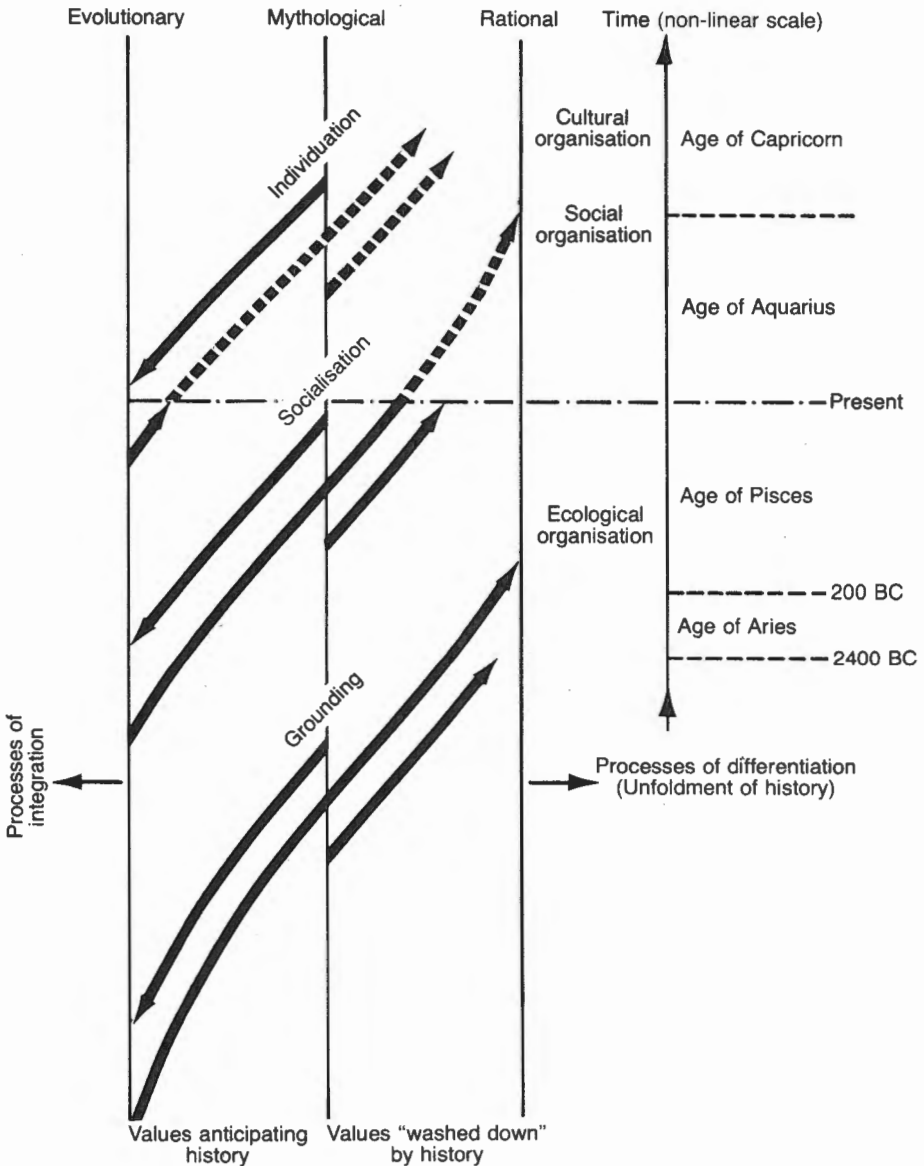 Evolutionary
Mythological
Rational
Time (non-linear scale)
Individuation
Cultural
organisation
Age of Capricorn
Social
organisation
Age of Aquarius
Socialisation
Present
Age of Pisces
Ecological
organisation
200 BC
Age of Aries
2400 BC
Grounding
Processes of
integration
Processes of differentiation
(Unfoldment of history)
Values anticipating
history
Values "washed down"
by history